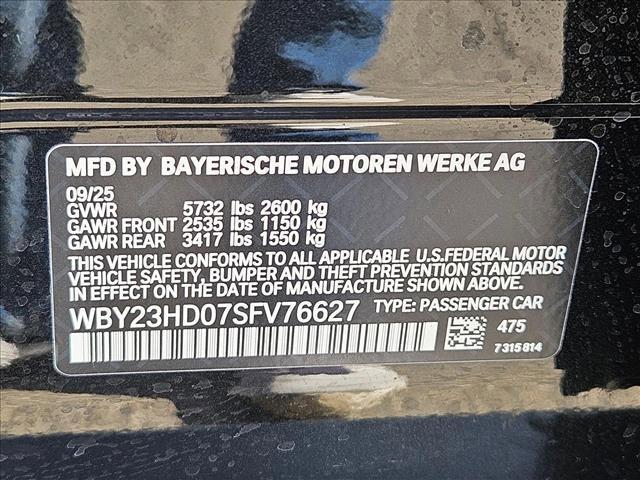 MFD BY BAYERISCHE MOTOREN WERKE AG
09/25
GVWR 5732 lbs 2600 kg
GAWR FRONT 2535 lbs 1150 kg
GAWR REAR 3417 lbs 1550 kg
THIS VEHICLE CONFORMS TO ALL APPLICABLE U.S.FEDERAL MOTOR
VEHICLE SAFETY, BUMPER AND THEFT PREVENTION STANDARDS
IN EFFECT ON THE DATE OF MANUFACTURE SHOWN ABOVE.
WBY23HD07SFV76627 TYPE: PASSENGER CAR
475
7315814